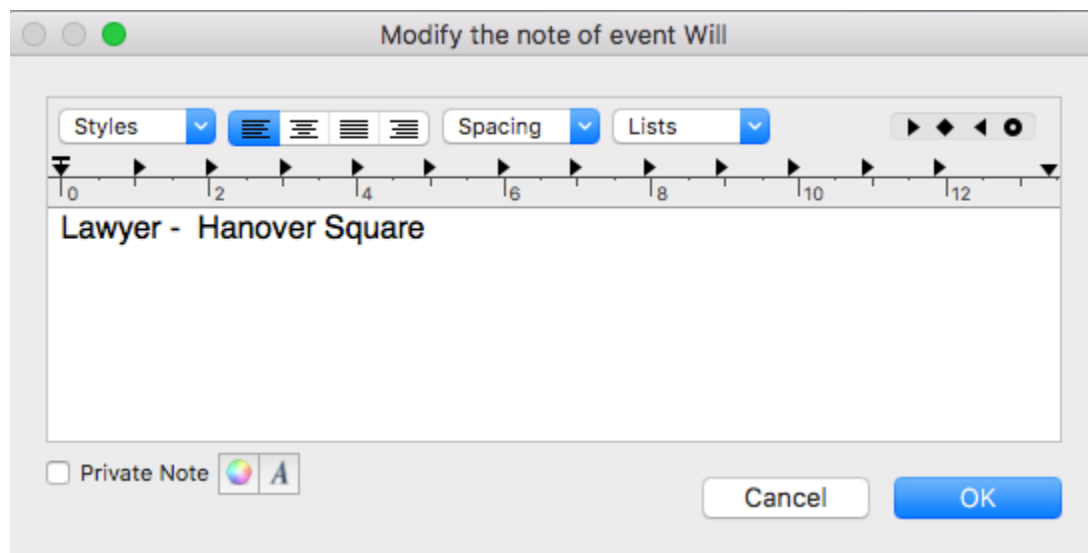 Modify the note of event Will
Styles Spacing Lists
0 2 4 6 8 10 12
Lawyer -  Hanover Square
Private Note A
Cancel OK